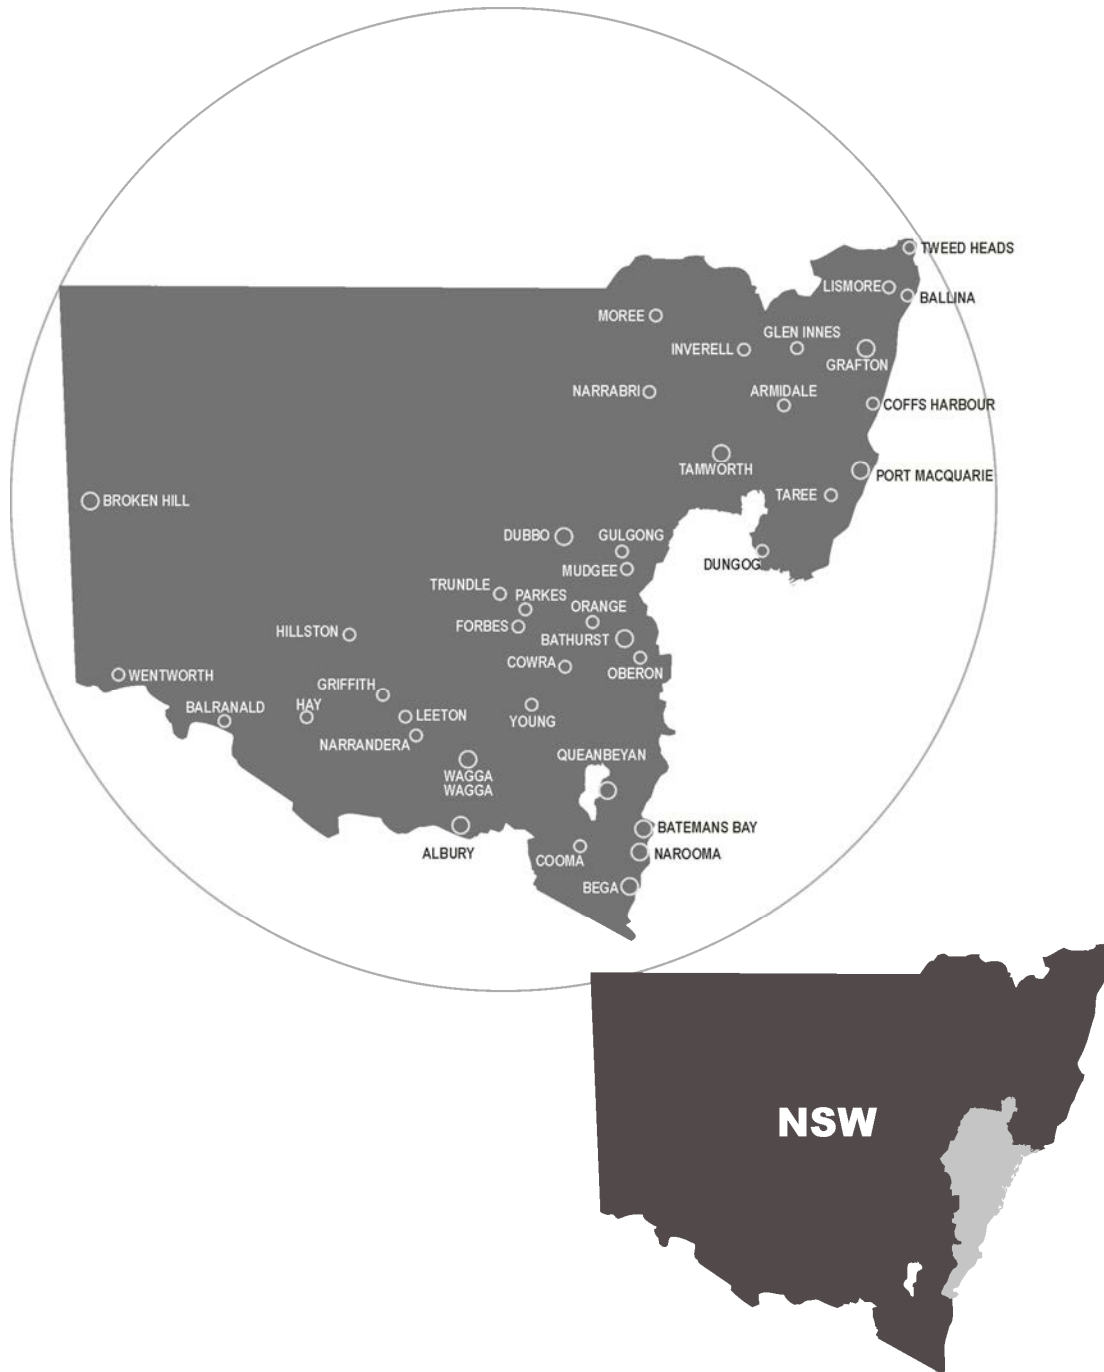 TWEED HEADS
LISMORE
BALLINA
MOREE
GLEN INNES
INVERELL
GRAFTON
NARRABRI
ARMIDALE
COFFS HARBOUR
TAMWORTH
PORT MACQUARIE
TAREE
BROKEN HILL
DUBBO
GULGONG
DUNGOG
MUDGEE
TRUNDLE
PARKES
ORANGE
FORBES
HILLSTON
BATHURST
COWRA
OBERON
WENTWORTH
GRIFFITH
BALRANALD
HAY
LEETON
YOUNG
NARRANDERA
QUEANBEYAN
WAGGA
WAGGA
BATEMANS BAY
ALBURY
NAROOMA
COOMA
BEGA
NSW